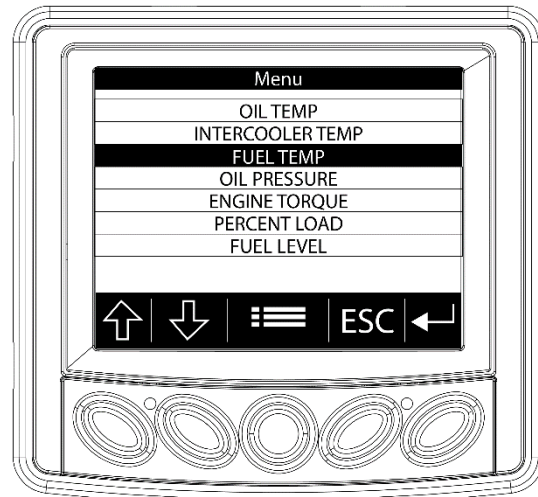 Menu
OIL TEMP
INTERCOOLER TEMP
FUEL TEMP
OIL PRESSURE
ENGINE TORQUE
PERCENT LOAD
FUEL LEVEL
ESC